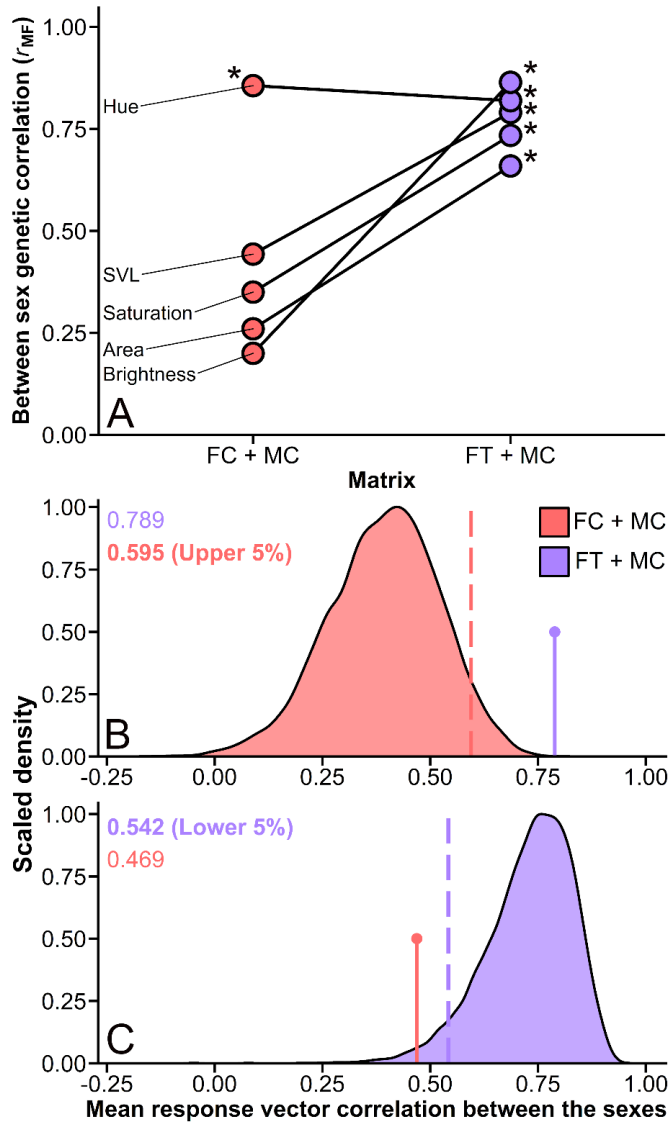 Between sex genetic correlation (rMF)
1.00
0.75
0.50
0.25
0.00
*
Hue
SVL
Saturation
Area
Brightness
*
*
*
*
*
A
FC + MC
FT + MC
Matrix
Scaled density
1.00
0.75
0.50
0.25
0.00
0.789
0.595 (Upper 5%)
FC + MC
FT + MC
B
-0.25
0.00
0.25
0.50
0.75
1.00
1.00
0.75
0.50
0.25
0.00
0.542 (Lower 5%)
0.469
C
-0.25
0.00
0.25
0.50
0.75
1.00
Mean response vector correlation between the sexes